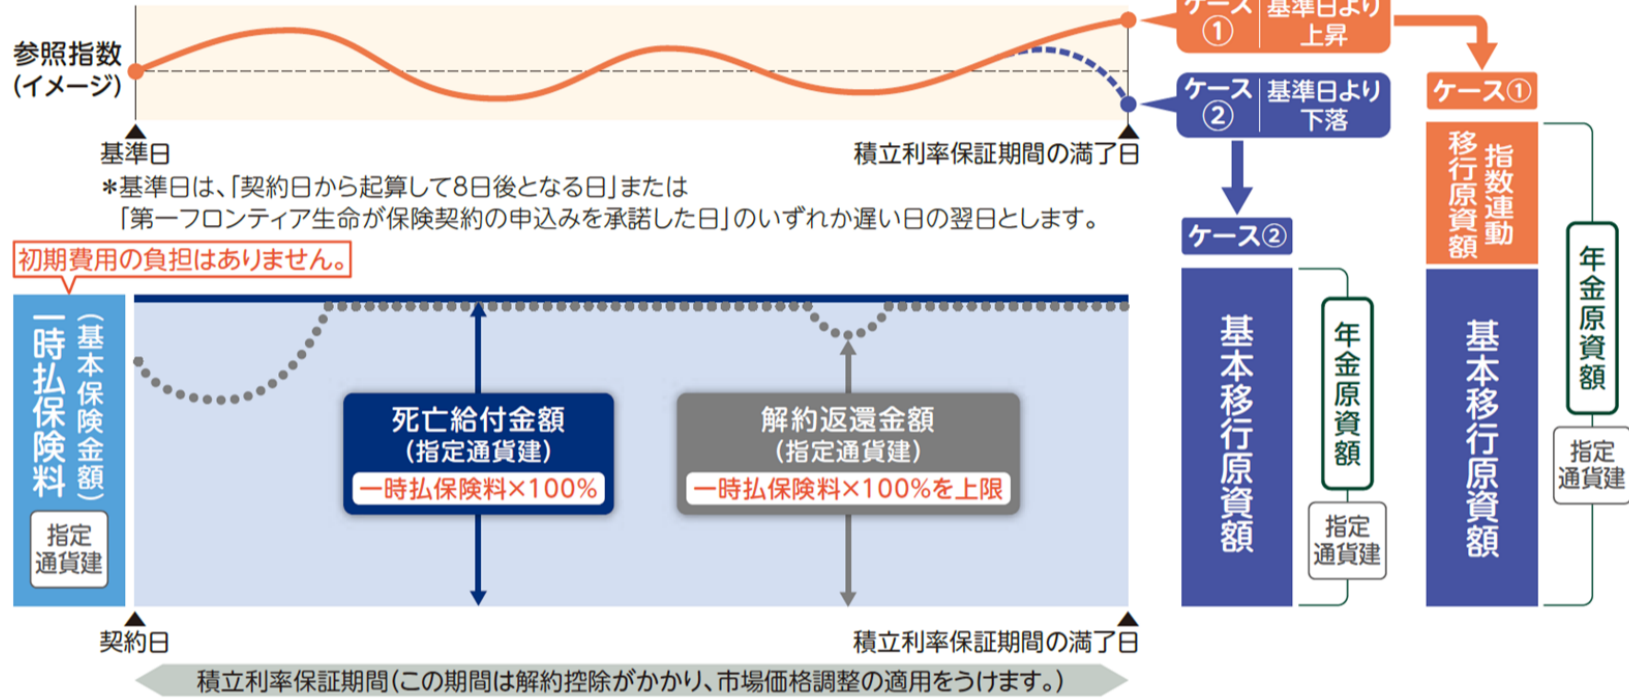 ケース
①
基準日より
上昇
参照指数
(イメージ)
ケース
②
基準日より
下落
ケース①
基準日
積立利率保証期間の満了日
指数連動
移行原資額
＊基準日は、「契約日から起算して8日後となる日」または
「第一フロンティア生命が保険契約の申込みを承諾した日」のいずれか遅い日の翌日とします。
ケース②
年金原資額
初期費用の負担はありません。
(基本保険金額)
一時払保険料
指定
通貨建
死亡給付金額
(指定通貨建)
一時払保険料×100%
解約返還金額
(指定通貨建)
一時払保険料×100%を上限
基本移行原資額
年金原資額
指定
通貨建
基本移行原資額
指定
通貨建
契約日
積立利率保証期間の満了日
積立利率保証期間(この期間は解約控除がかかり、市場価格調整の適用をうけます。)